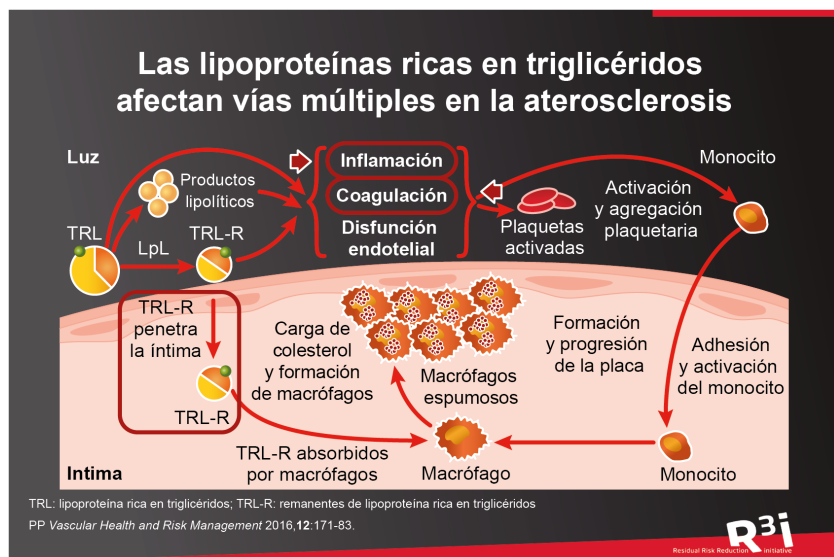 Las lipoproteínas ricas en triglicéridos
afectan vías múltiples en la aterosclerosis
Luz
Productos
lipolíticos
TRL
LpL
TRL-R
Inflamación
Coagulación
Disfunción
endotelial
Plaquetas
activadas
Activación
y agregación
plaquetaria
Monocito
TRL-R
penetra
la íntima
TRL-R
Carga de
colesterol
y formación
de macrófagos
Macrófagos
espumosos
Formación
y progresión
de la placa
Adhesión
y activación
del monocito
TRL-R absorbidos
por macrófagos
Macrófago
Monocito
Intima
TRL: lipoproteína rica en triglicéridos; TRL-R: remanentes de lipoproteína rica en triglicéridos
PP Vascular Health and Risk Management 2016,12:171-83.
R3i
Residual Risk Reduction initiative